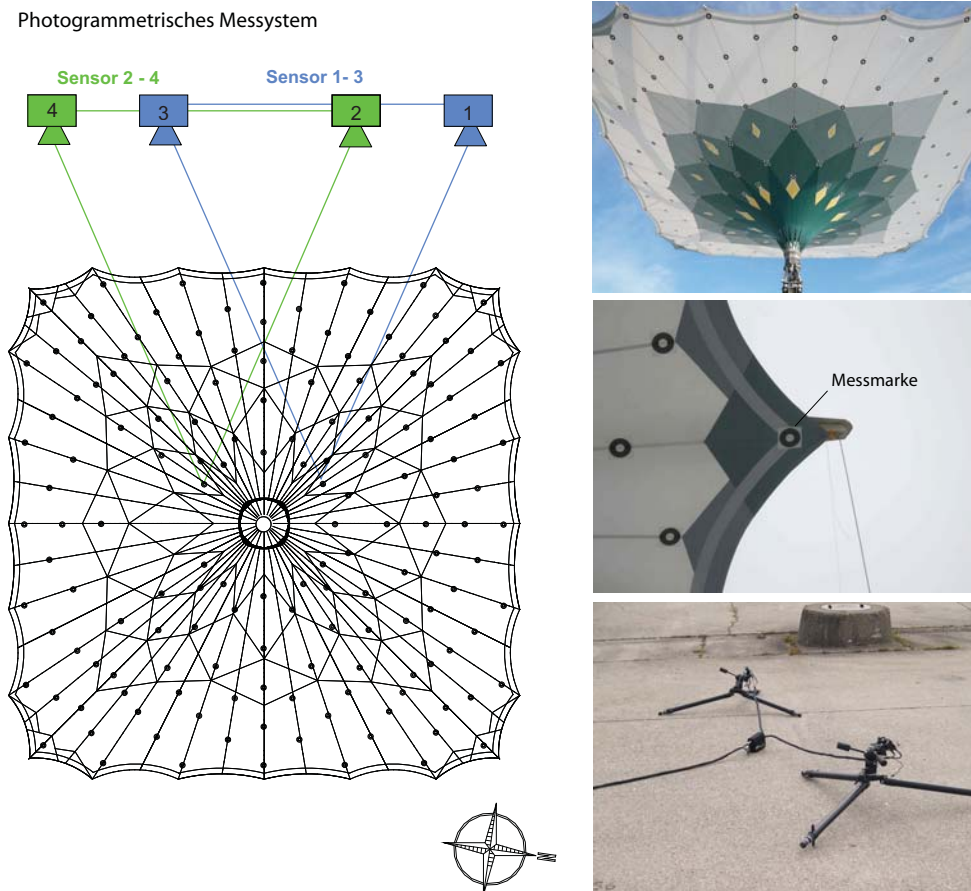 Photogrammetrisches Messystem
Sensor 2 - 4
Sensor 1- 3
4
3
2
1
Messmarke
N